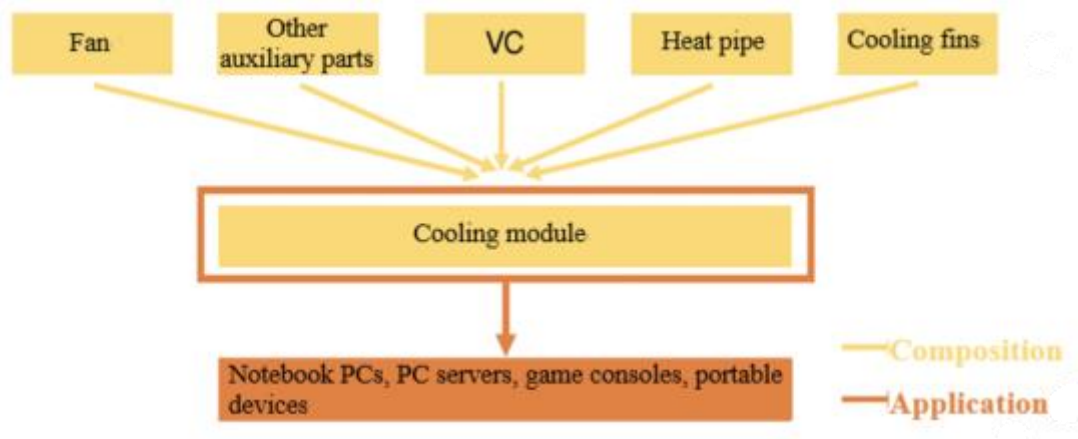 Fan
Other
auxiliary parts
VC
Heat pipe
Cooling fins
Cooling module
Notebook PCs, PC servers, game consoles, portable
devices
Composition
Application